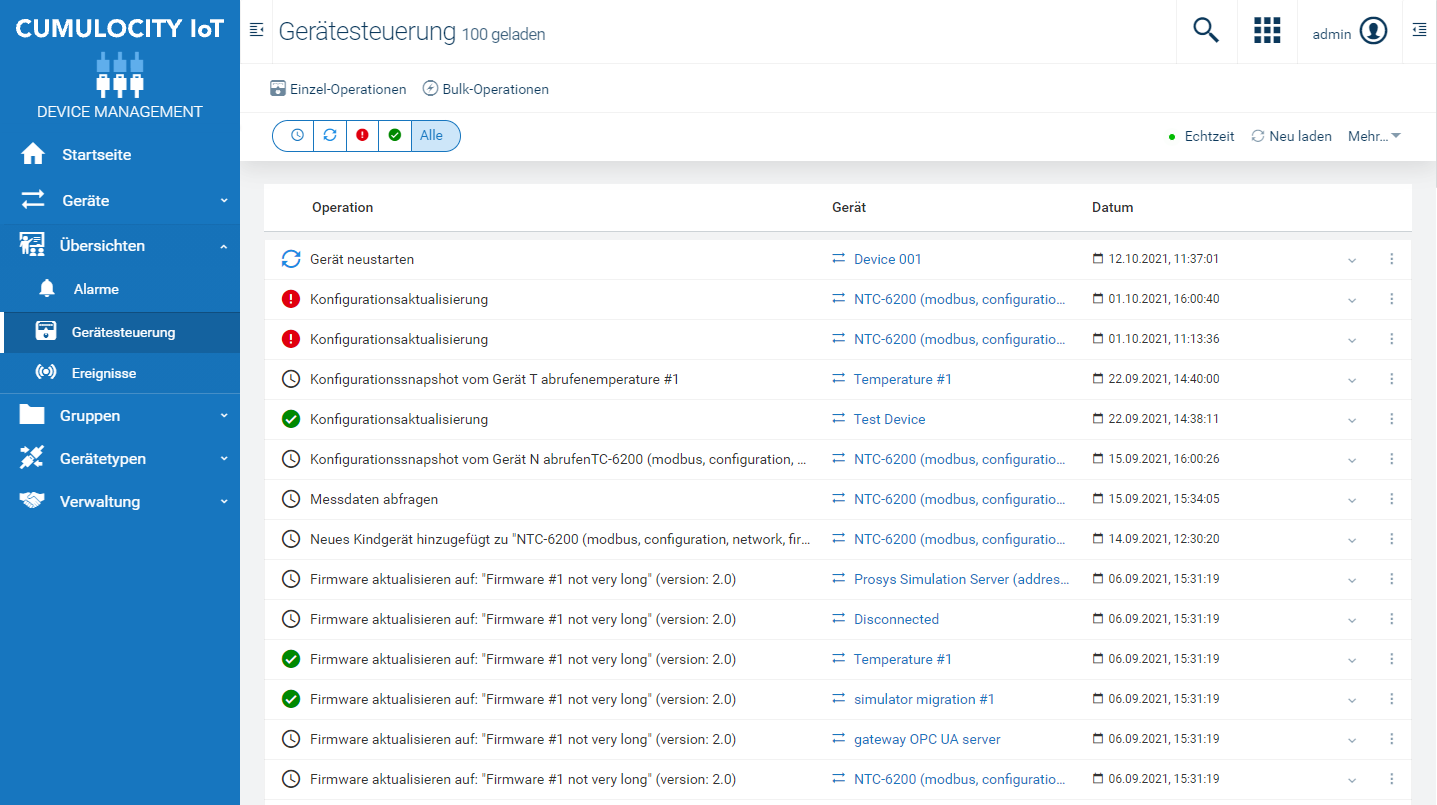 CUMULOCITY IoT
DEVICE MANAGEMENT
Startseite
Geräte
Übersichten
Alarme
Gerätesteuerung
Ereignisse
Gruppen
Gerätetypen
Verwaltung
Gerätesteuerung 100 geladen
admin
Einzel-Operationen Bulk-Operationen
Alle
Echtzeit Neu laden Mehr...
Operation Gerät Datum
Gerät neustarten Device 001 12.10.2021, 11:37:01
Konfigurationsaktualisierung NTC-6200 (modbus, configuratio... 01.10.2021, 16:00:40
Konfigurationsaktualisierung NTC-6200 (modbus, configuratio... 01.10.2021, 11:13:36
Konfigurationssnapshot vom Gerät T abrufenemperature #1 Temperature #1 22.09.2021, 14:40:00
Konfigurationsaktualisierung Test Device 22.09.2021, 14:38:11
Konfigurationssnapshot vom Gerät N abrufenTC-6200 (modbus, configuration, ... NTC-6200 (modbus, configuratio... 15.09.2021, 16:00:26
Messdaten abfragen NTC-6200 (modbus, configuratio... 15.09.2021, 15:34:05
Neues Kindgerät hinzugefügt zu "NTC-6200 (modbus, configuration, network, fir... NTC-6200 (modbus, configuratio... 14.09.2021, 12:30:20
Firmware aktualisieren auf: "Firmware #1 not very long" (version: 2.0) Prosys Simulation Server (addres... 06.09.2021, 15:31:19
Firmware aktualisieren auf: "Firmware #1 not very long" (version: 2.0) Disconnected 06.09.2021, 15:31:19
Firmware aktualisieren auf: "Firmware #1 not very long" (version: 2.0) Temperature #1 06.09.2021, 15:31:19
Firmware aktualisieren auf: "Firmware #1 not very long" (version: 2.0) simulator migration #1 06.09.2021, 15:31:19
Firmware aktualisieren auf: "Firmware #1 not very long" (version: 2.0) gateway OPC UA server 06.09.2021, 15:31:19
Firmware aktualisieren auf: "Firmware #1 not very long" (version: 2.0) NTC-6200 (modbus, configuratio... 06.09.2021, 15:31:19